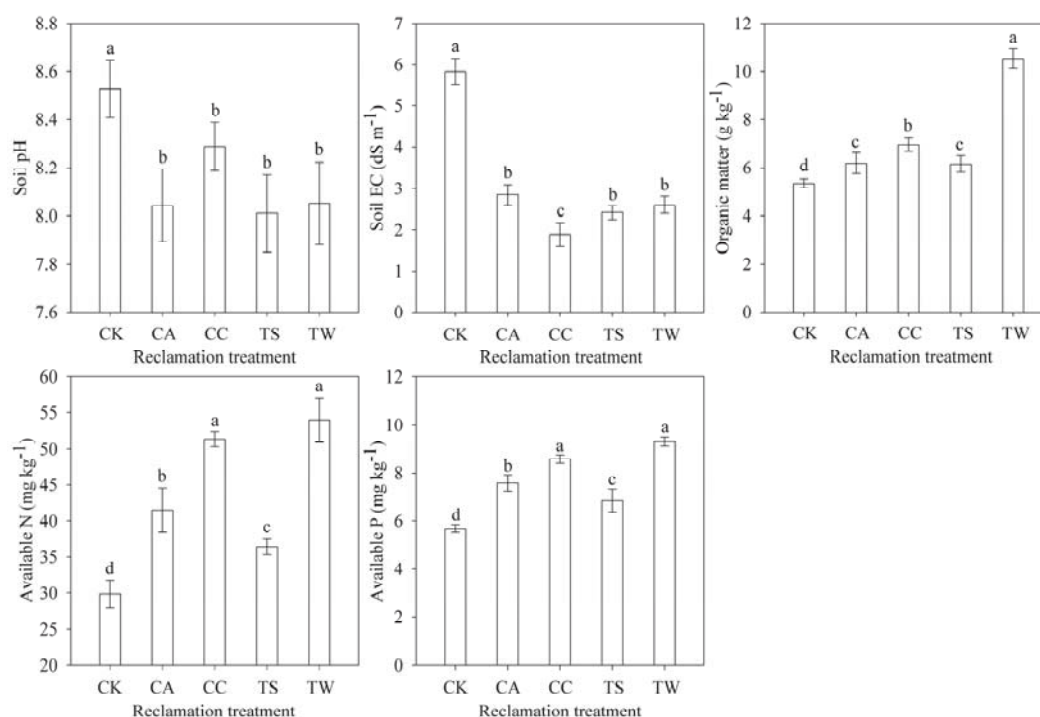 Soil pH
8.8
8.6
8.4
8.2
8.0
7.8
7.6
a
b
b
b
b
CK CA CC TS TW
Reclamation treatment
Soil EC (dS m⁻¹)
7
6
5
4
3
2
1
0
a
b
c
b
b
CK CA CC TS TW
Reclamation treatment
Organic matter (g kg⁻¹)
12
10
8
6
4
2
0
d
c
b
c
a
CK CA CC TS TW
Reclamation treatment
Available N (mg kg⁻¹)
60
55
50
45
40
35
30
25
20
d
b
a
c
a
CK CA CC TS TW
Reclamation treatment
Available P (mg kg⁻¹)
12
10
8
6
4
2
0
d
b
a
c
a
CK CA CC TS TW
Reclamation treatment